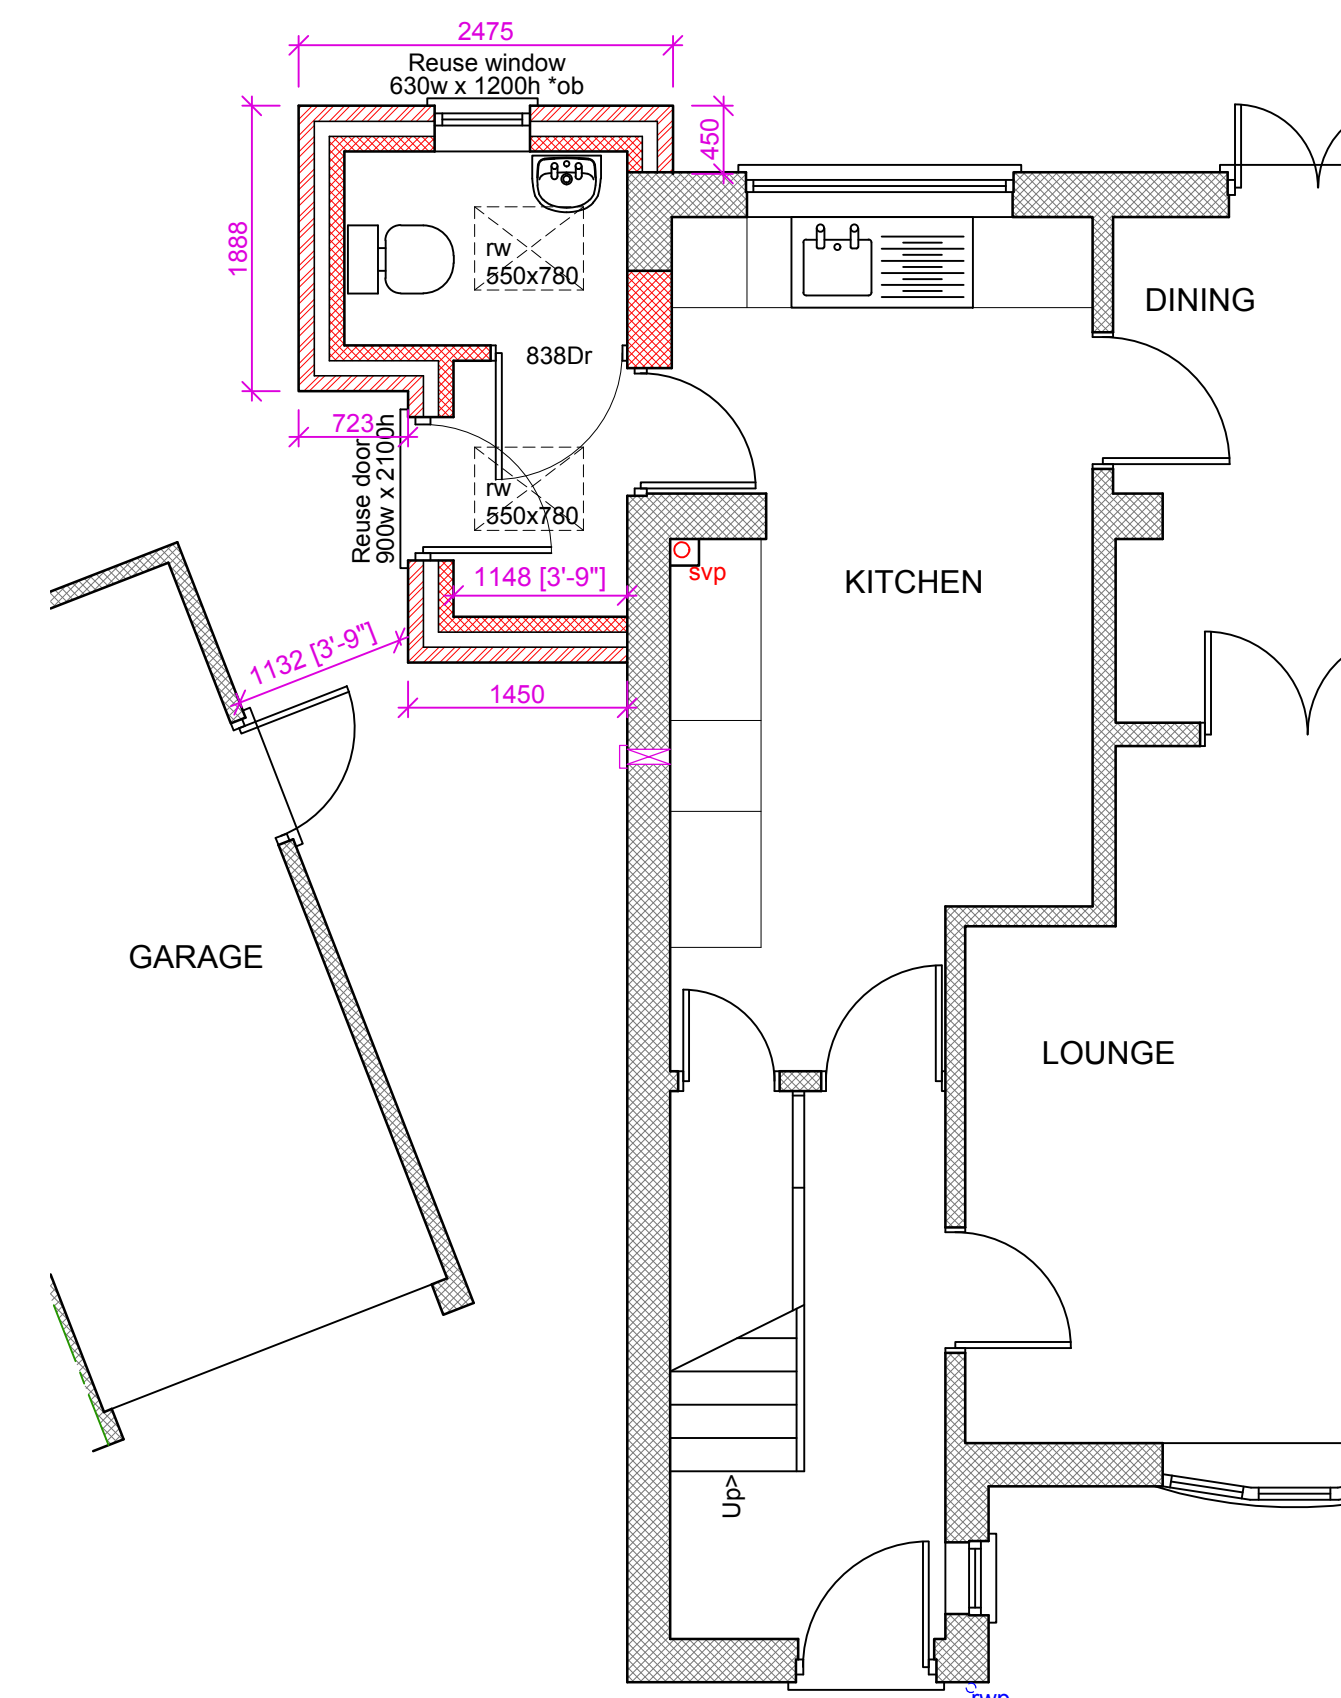 2475
Reuse window
630w x 1200h *ob
450
1888
rw
550x780
838Dr
DINING
723
Reuse door
900w x 2100h
rw
550x780
1148 [3'-9"]
svp
KITCHEN
1132 [3'-9"]
1450
GARAGE
LOUNGE
Up>
rwp